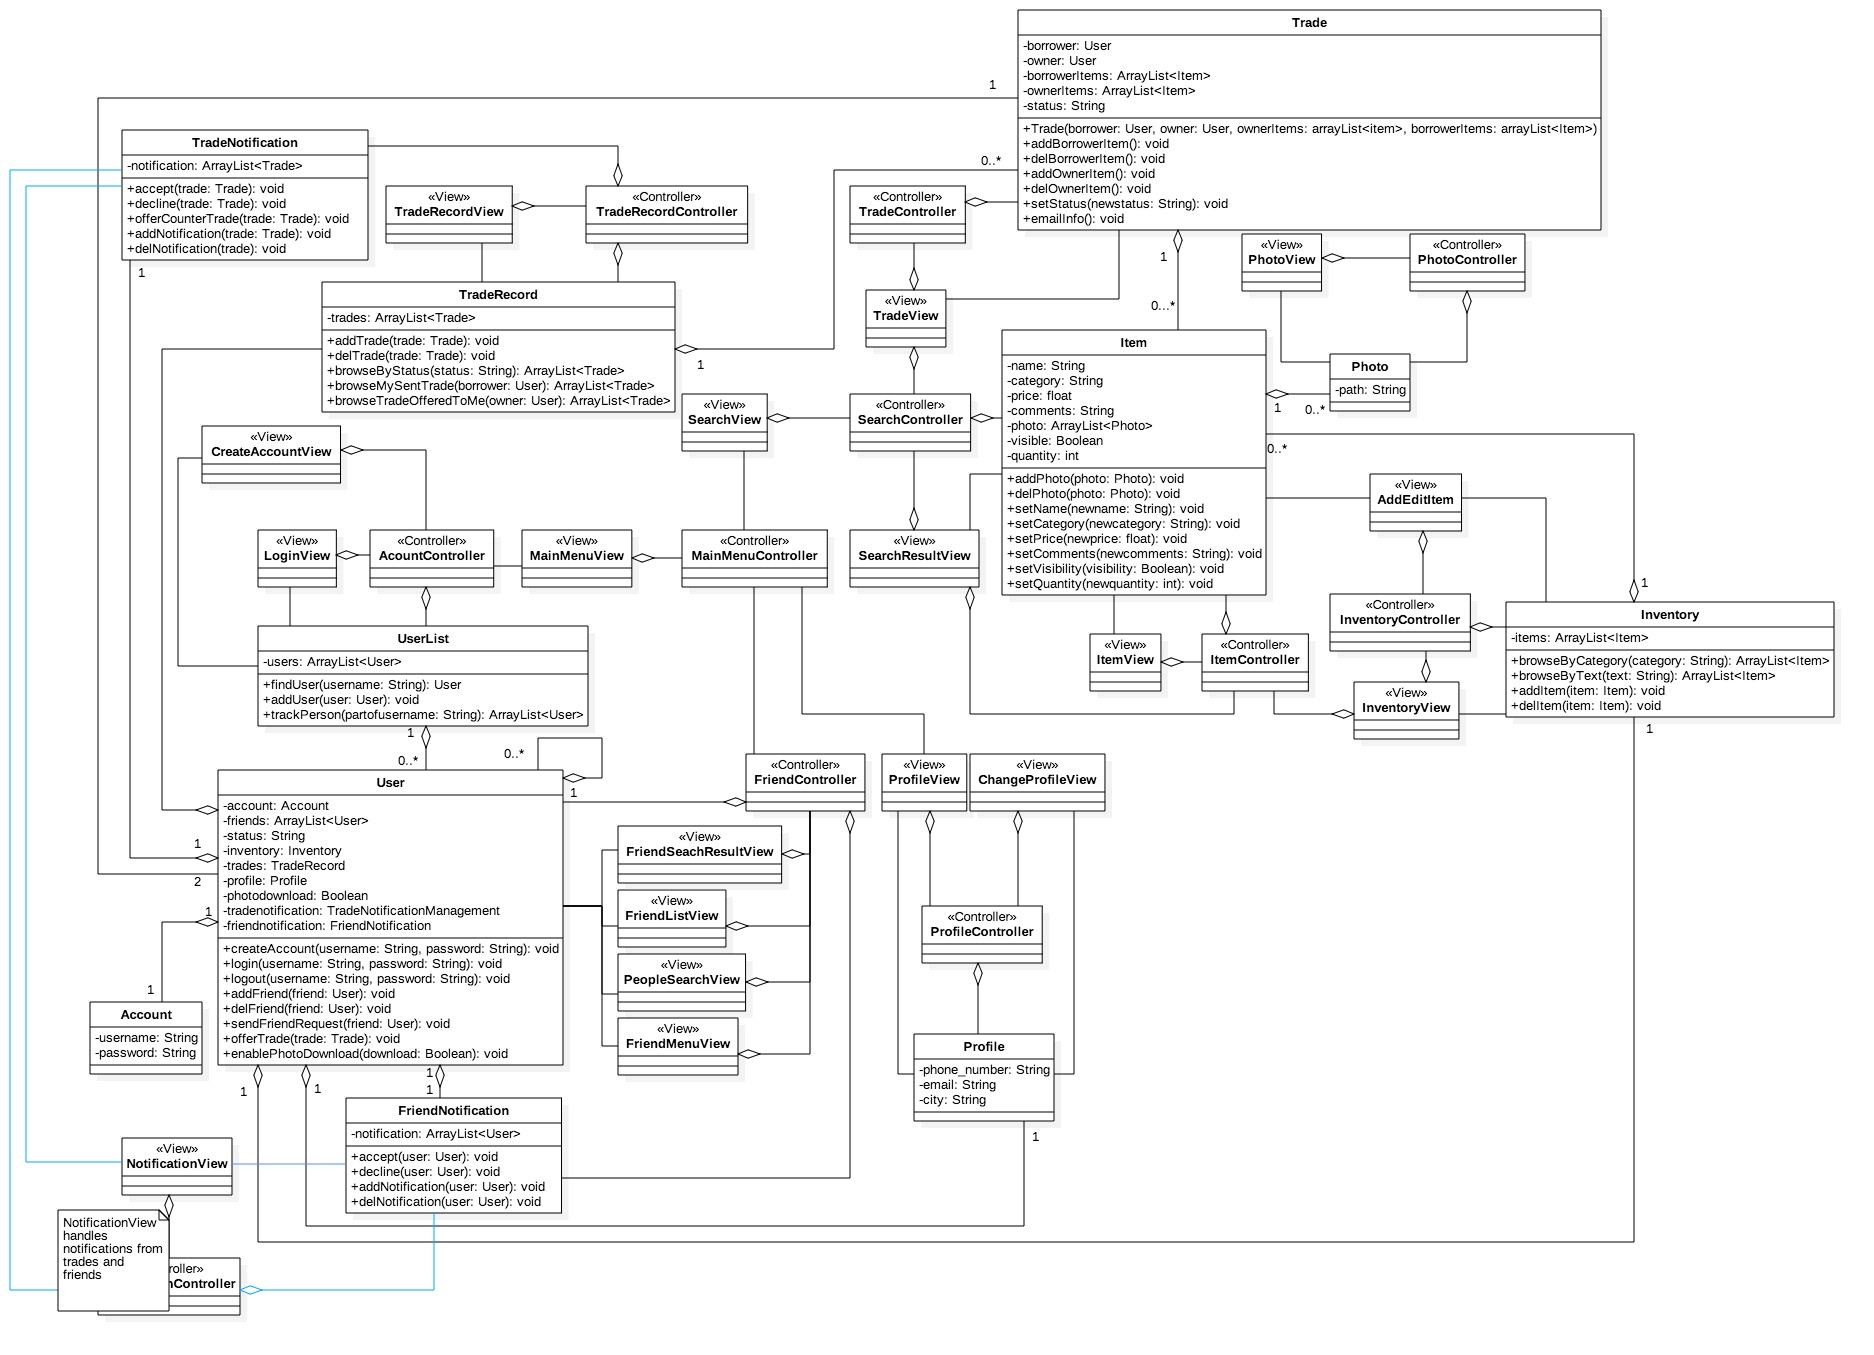 Trade
-borrower: User
-owner: User
-borrowerItems: ArrayList<Item>
-ownerItems: ArrayList<Item>
-status: String
+Trade(borrower: User, owner: User, ownerItems: arrayList<item>, borrowerItems: arrayList<Item>)
+addBorrowerItem(): void
+delBorrowerItem(): void
+addOwnerItem(): void
+delOwnerItem(): void
+setStatus(newstatus: String): void
+emailInfo(): void
1
0..*
1
0...*
TradeNotification
-notification: ArrayList<Trade>
+accept(trade: Trade): void
+decline(trade: Trade): void
+offerCounterTrade(trade: Trade): void
+addNotification(trade: Trade): void
+delNotification(trade): void
1
«View»
TradeRecordView
«Controller»
TradeRecordController
«Controller»
TradeController
«View»
PhotoView
«Controller»
PhotoController
TradeRecord
-trades: ArrayList<Trade>
+addTrade(trade: Trade): void
+delTrade(trade: Trade): void
+browseByStatus(status: String): ArrayList<Trade>
+browseMySentTrade(borrower: User): ArrayList<Trade>
+browseTradeOfferedToMe(owner: User): ArrayList<Trade>
1
«View»
TradeView
Item
-name: String
-category: String
-price: float
-comments: String
-photo: ArrayList<Photo>
-visible: Boolean
-quantity: int
+addPhoto(photo: Photo): void
+delPhoto(photo: Photo): void
+setName(newname: String): void
+setCategory(newcategory: String): void
+setPrice(newprice: float): void
+setComments(newcomments: String): void
+setVisibility(visibility: Boolean): void
+setQuantity(newquantity: int): void
Photo
-path: String
1
0..*
0..*
«View»
SearchView
«Controller»
SearchController
«View»
CreateAccountView
«View»
AddEditItem
«View»
LoginView
«Controller»
AcountController
«View»
MainMenuView
«Controller»
MainMenuController
«View»
SearchResultView
1
«Controller»
InventoryController
Inventory
-items: ArrayList<Item>
+browseByCategory(category: String): ArrayList<Item>
+browseByText(text: String): ArrayList<Item>
+addItem(item: Item): void
+delItem(item: Item): void
1
UserList
-users: ArrayList<User>
+findUser(username: String): User
+addUser(user: User): void
+trackPerson(partofusername: String): ArrayList<User>
1
0..*
«View»
ItemView
«Controller»
ItemController
«View»
InventoryView
0..*
1
User
-account: Account
-friends: ArrayList<User>
-status: String
-inventory: Inventory
-trades: TradeRecord
-profile: Profile
-photodownload: Boolean
-tradenotification: TradeNotificationManagement
-friendnotification: FriendNotification
+createAccount(username: String, password: String): void
+login(username: String, password: String): void
+logout(username: String, password: String): void
+addFriend(friend: User): void
+delFriend(friend: User): void
+sendFriendRequest(friend: User): void
+offerTrade(trade: Trade): void
+enablePhotoDownload(download: Boolean): void
1
2
1
1
«Controller»
FriendController
«View»
ProfileView
«View»
ChangeProfileView
«View»
FriendSeachResultView
«View»
FriendListView
«View»
PeopleSearchView
«View»
FriendMenuView
«Controller»
ProfileController
Account
-username: String
-password: String
Profile
-phone_number: String
-email: String
-city: String
1
1
1
1
1
FriendNotification
-notification: ArrayList<User>
+accept(user: User): void
+decline(user: User): void
+addNotification(user: User): void
+delNotification(user: User): void
«View»
NotificationView
NotificationView
handles
notifications from
trades and
friends
roller»
nController